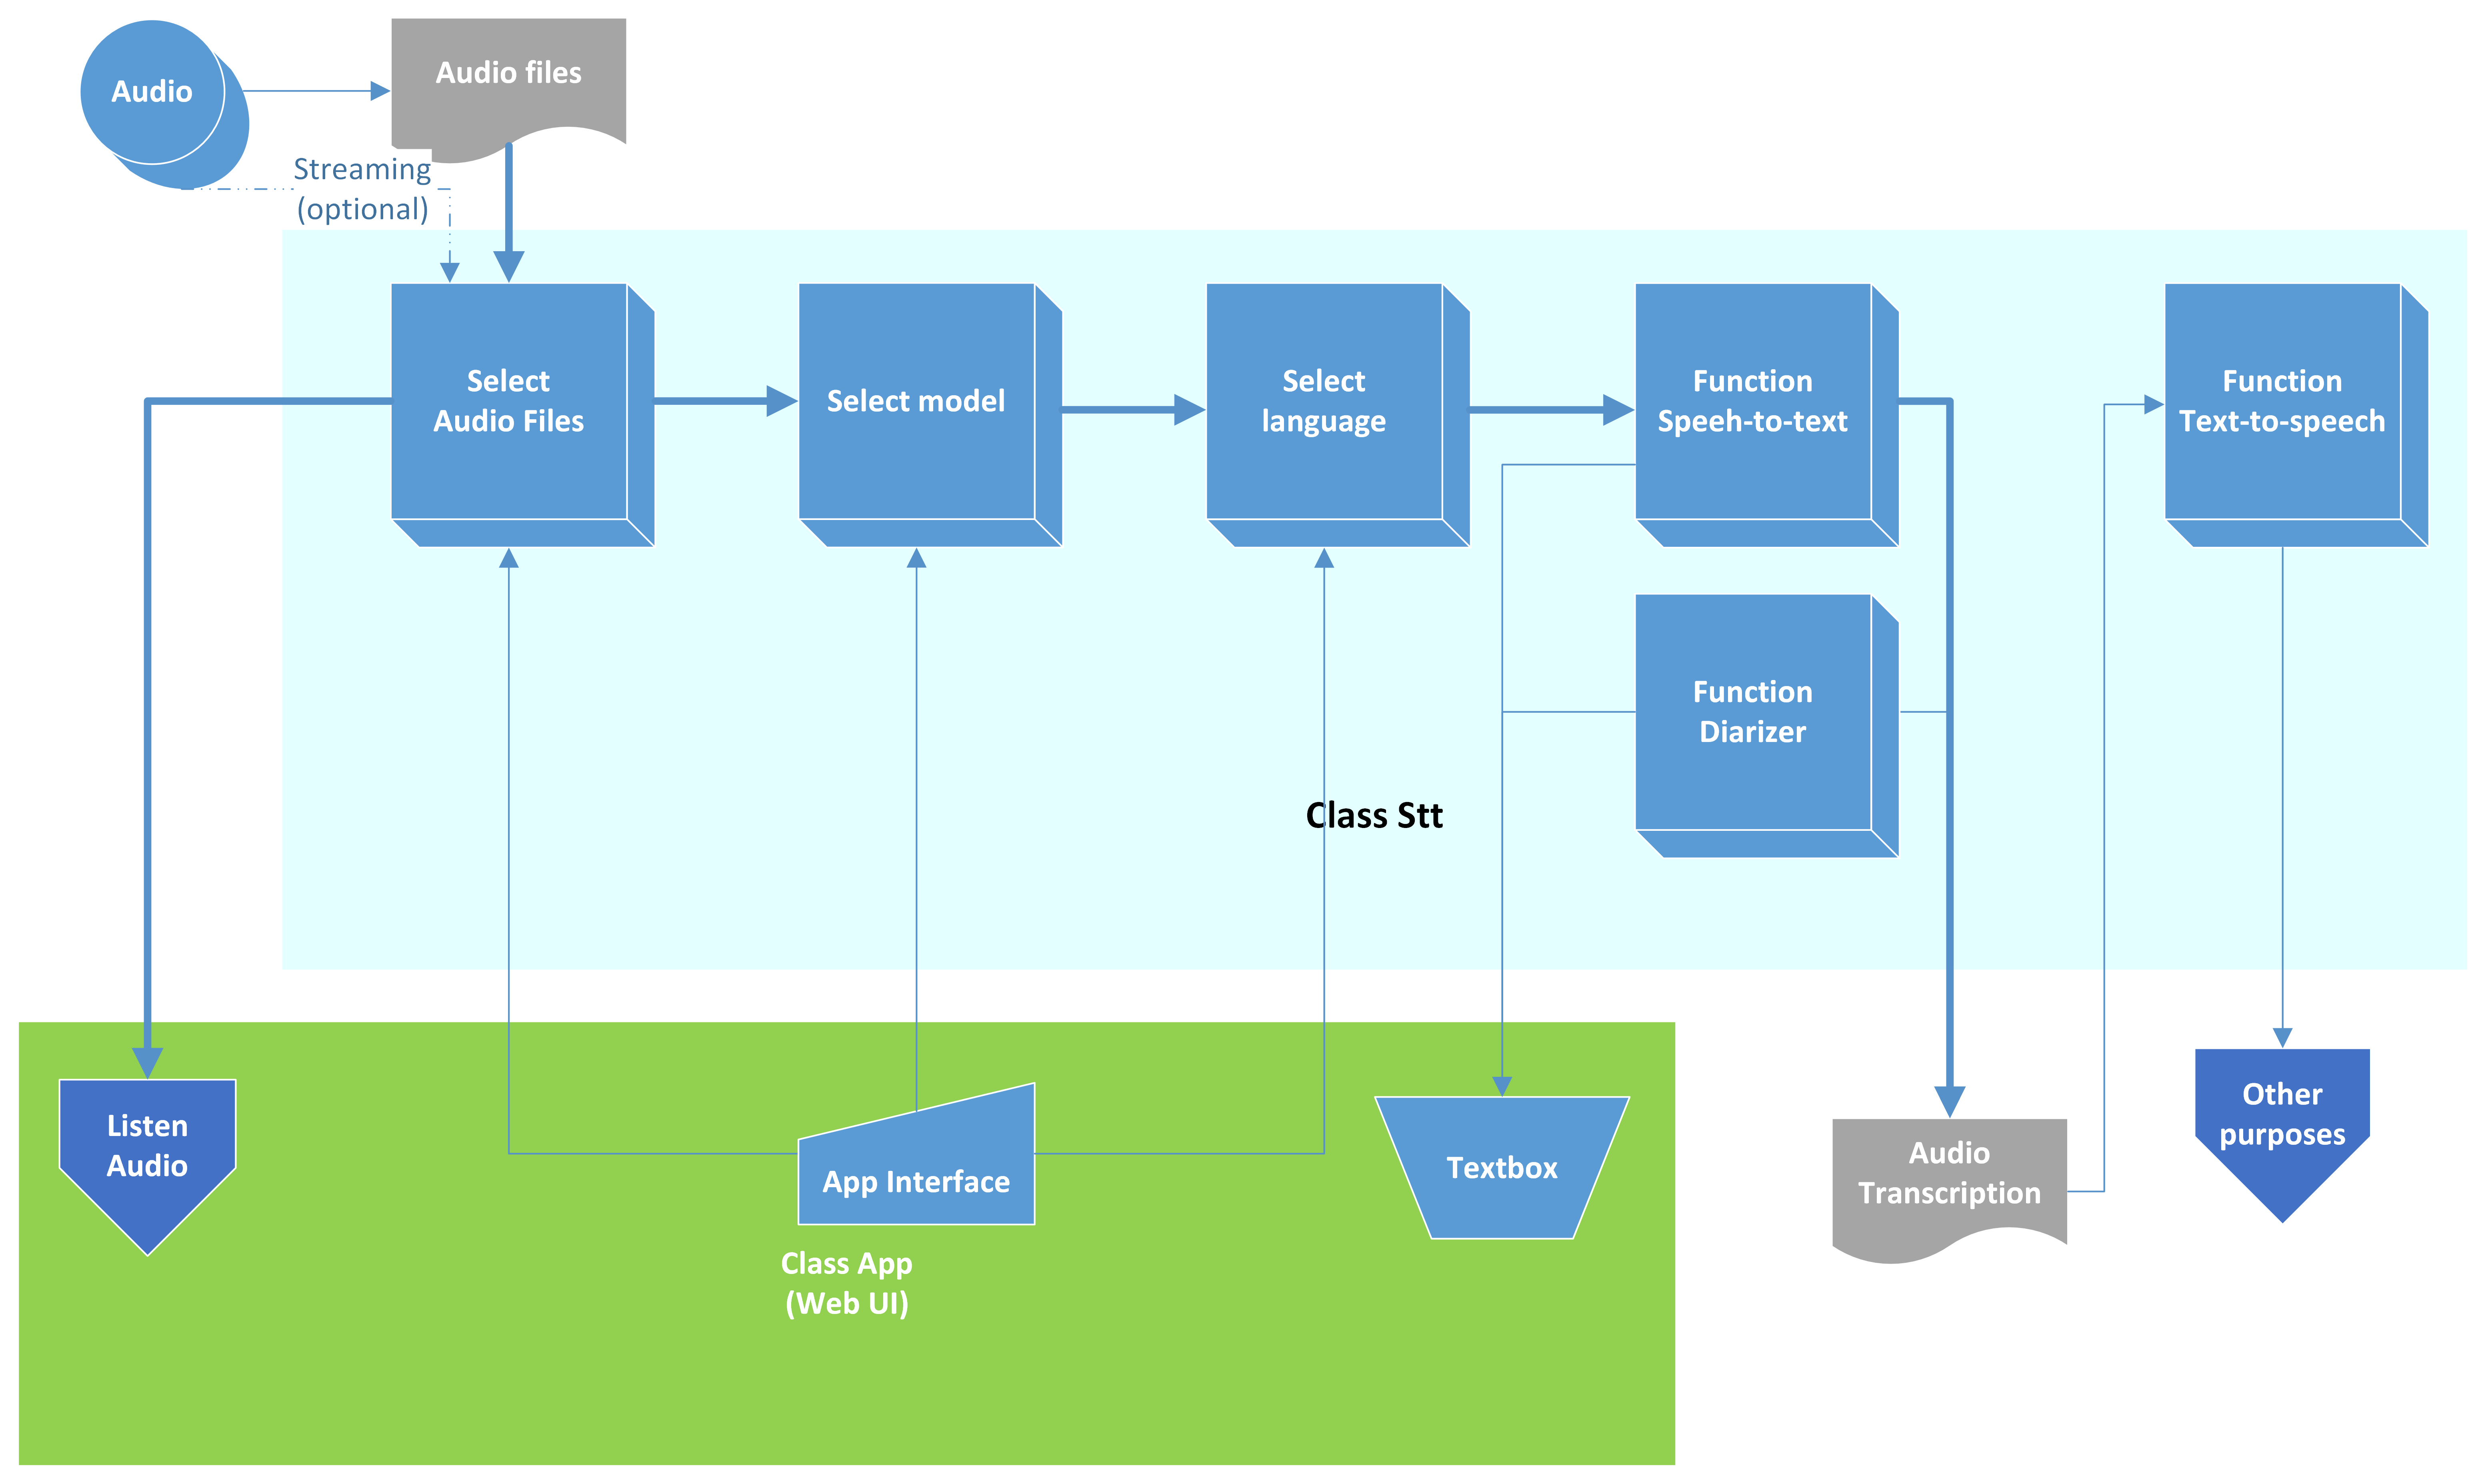 Audio
Audio files
Streaming
(optional)
Select
Audio Files
Select model
Select
language
Function
Speeh-to-text
Function
Text-to-speech
Function
Diarizer
Class Stt
Listen
Audio
App Interface
Textbox
Audio
Transcription
Other
purposes
Class App
(Web UI)